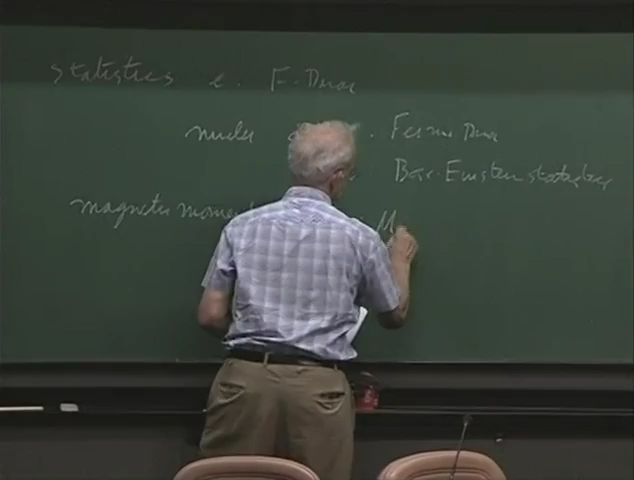 statistics e. F-Dirac
nuclei . Fermi Dirac
Bose-Einstein statistics
magnetic moment M